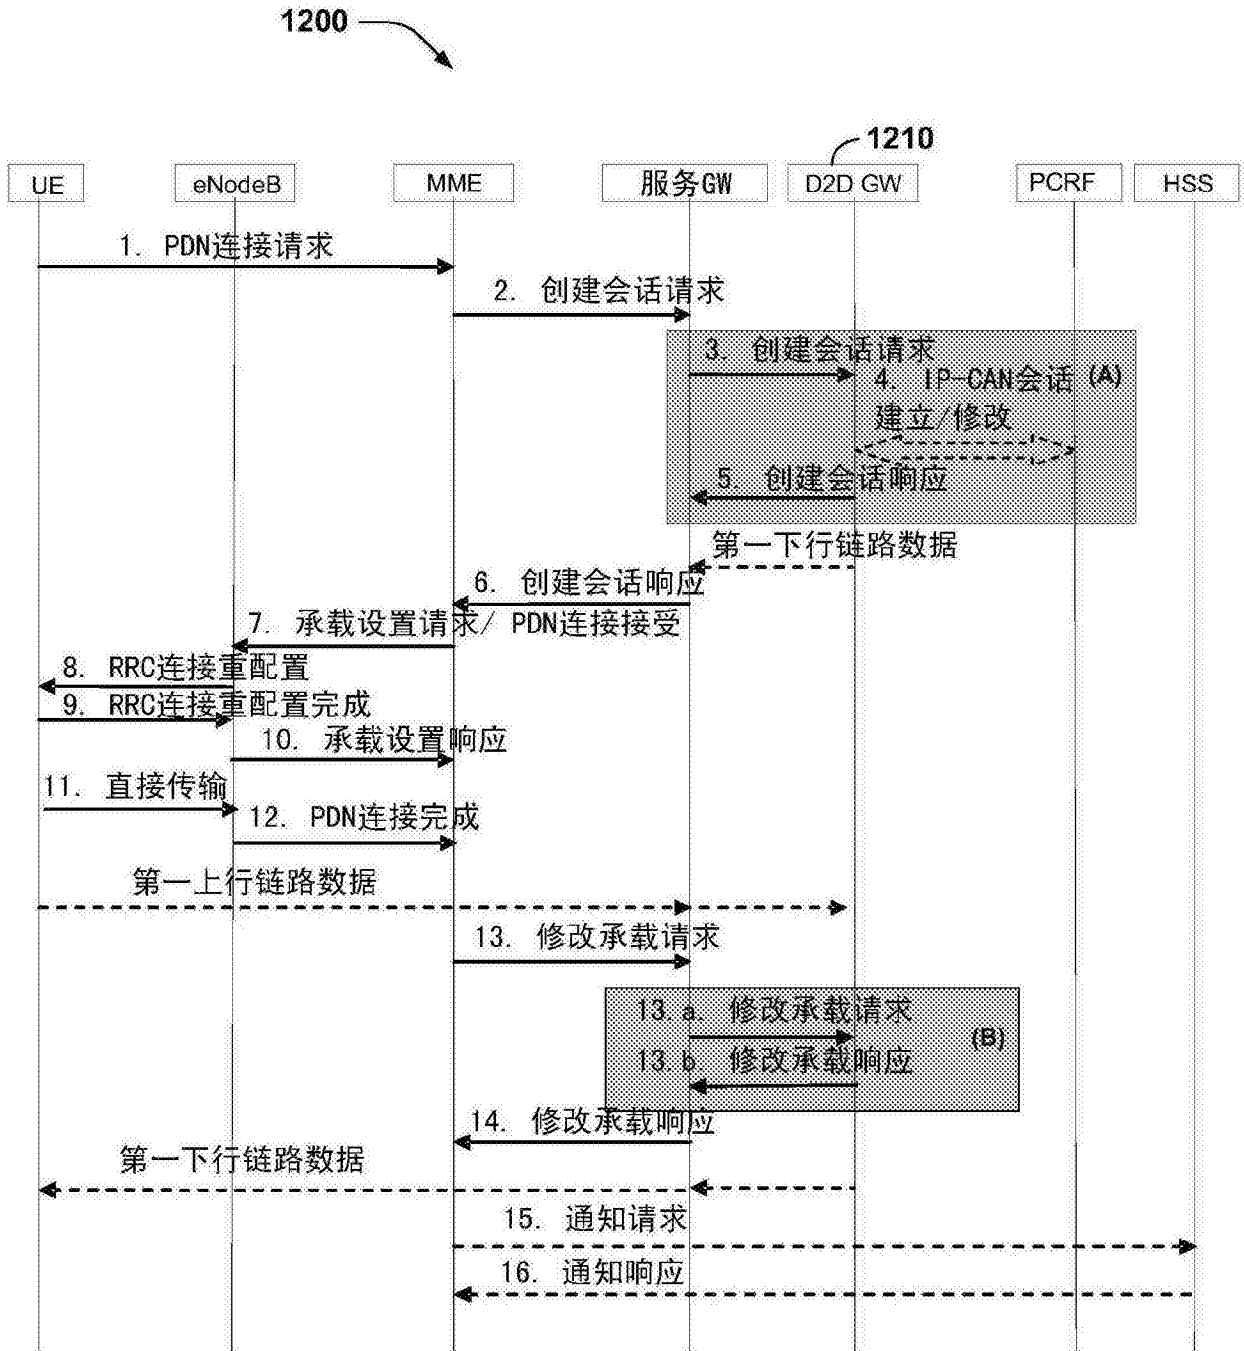 1200
1210
UE
eNodeB
MME
服务GW
D2D GW
PCRF
HSS
1. PDN连接请求
2. 创建会话请求
3. 创建会话请求
4. IP-CAN会话 (A)
建立/修改
5. 创建会话响应
第一下行链路数据
6. 创建会话响应
7. 承载设置请求/ PDN连接接受
8. RRC连接重配置
9. RRC连接重配置完成
10. 承载设置响应
11. 直接传输
12. PDN连接完成
第一上行链路数据
13. 修改承载请求
13.a. 修改承载请求
(B)
13.b. 修改承载响应
14. 修改承载响应
第一下行链路数据
15. 通知请求
16. 通知响应